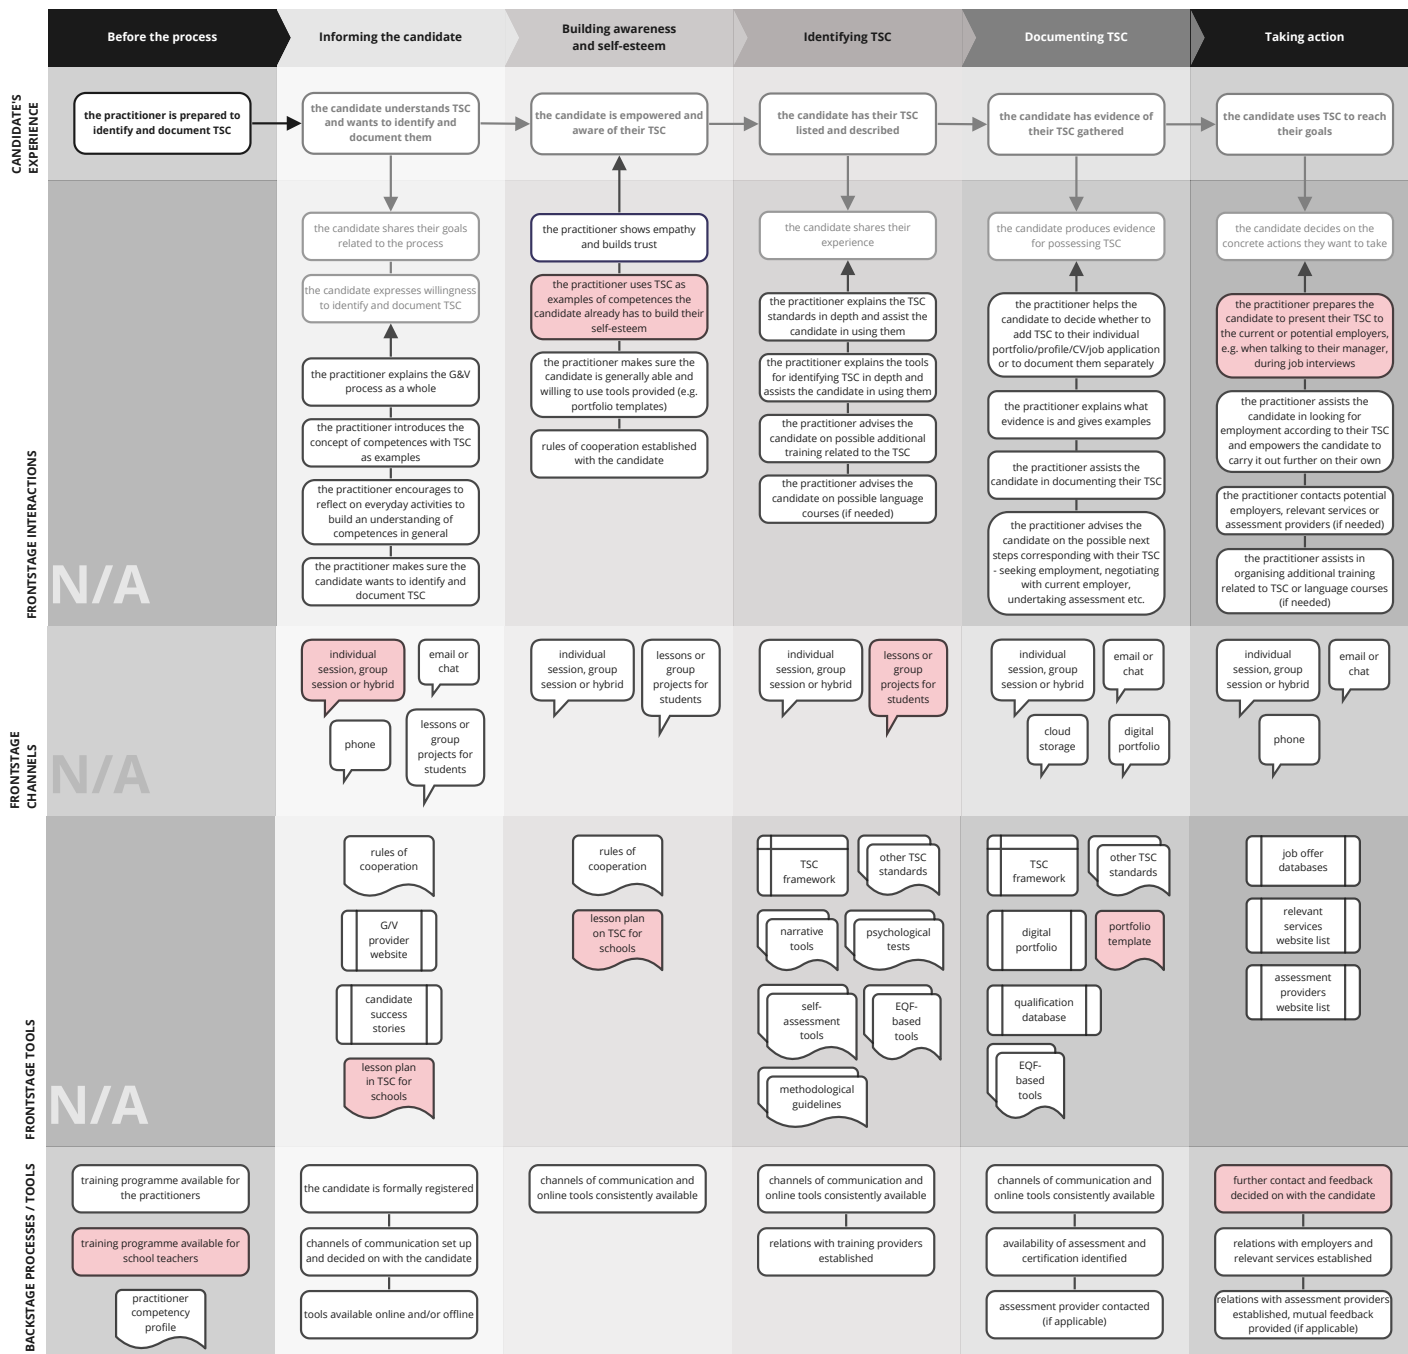 Before the process
Informing the candidate
Building awareness
and self-esteem
Identifying TSC
Documenting TSC
Taking action
CANDIDATE'S
EXPERIENCE
the practitioner is prepared to
identify and document TSC
the candidate understands TSC
and wants to identify and
document them
the candidate is empowered and
aware of their TSC
the candidate has their TSC
listed and described
the candidate has evidence of
their TSC gathered
the candidate uses TSC to reach
their goals
FRONTSTAGE INTERACTIONS
N/A
the candidate shares their goals
related to the process
the candidate expresses willingness
to identify and document TSC
the practitioner explains the G&V
process as a whole
the practitioner introduces the
concept of competences with TSC
as examples
the practitioner encourages to
reflect on everyday activities to
build an understanding of
competences in general
the practitioner makes sure the
candidate wants to identify and
document TSC
the practitioner shows empathy
and builds trust
the practitioner uses TSC as
examples of competences the
candidate already has to build their
self-esteem
the practitioner makes sure the
candidate is generally able and
willing to use tools provided (e.g.
portfolio templates)
rules of cooperation established
with the candidate
the candidate shares their
experience
the practitioner explains the TSC
standards in depth and assist the
candidate in using them
the practitioner explains the tools
for identifying TSC in depth and
assists the candidate in using them
the practitioner advises the
candidate on possible additional
training related to the TSC
the practitioner advises the
candidate on possible language
courses (if needed)
the candidate produces evidence
for possessing TSC
the practitioner helps the
candidate to decide whether to
add TSC to their individual
portfolio/profile/CV/job application
or to document them separately
the practitioner explains what
evidence is and gives examples
the practitioner assists the
candidate in documenting their TSC
the practitioner advises the
candidate on the possible next
steps corresponding with their TSC
- seeking employment, negotiating
with current employer,
undertaking assessment etc.
the candidate decides on the
concrete actions they want to take
the practitioner prepares the
candidate to present their TSC to
the current or potential employers,
e.g. when talking to their manager,
during job interviews
the practitioner assists the
candidate in looking for
employment according to their TSC
and empowers the candidate to
carry it out further on their own
the practitioner contacts potential
employers, relevant services or
assessment providers (if needed)
the practitioner assists in
organising additional training
related to TSC or language courses
(if needed)
FRONTSTAGE
CHANNELS
N/A
individual
session, group
session or hybrid
email or
chat
phone
lessons or
group
projects for
students
individual
session, group
session or hybrid
lessons or
group
projects for
students
individual
session, group
session or hybrid
lessons or
group
projects for
students
individual
session, group
session or hybrid
email or
chat
cloud
storage
digital
portfolio
individual
session, group
session or hybrid
email or
chat
phone
FRONTSTAGE TOOLS
N/A
rules of
cooperation
G/V
provider
website
candidate
success
stories
lesson plan
in TSC for
schools
rules of
cooperation
lesson plan
on TSC for
schools
TSC
framework
other TSC
standards
narrative
tools
psychological
tests
self-
assessment
tools
EQF-
based
tools
methodological
guidelines
TSC
framework
other TSC
standards
digital
portfolio
portfolio
template
qualification
database
EQF-
based
tools
job offer
databases
relevant
services
website list
assessment
providers
website list
BACKSTAGE PROCESSES / TOOLS
training programme available for
the practitioners
training programme available for
school teachers
practitioner
competency
profile
the candidate is formally registered
channels of communication set up
and decided on with the candidate
tools available online and/or offline
channels of communication and
online tools consistently available
channels of communication and
online tools consistently available
relations with training providers
established
channels of communication and
online tools consistently available
availability of assessment and
certification identified
assessment provider contacted
(if applicable)
further contact and feedback
decided on with the candidate
relations with employers and
relevant services established
relations with assessment providers
established, mutual feedback
provided (if applicable)